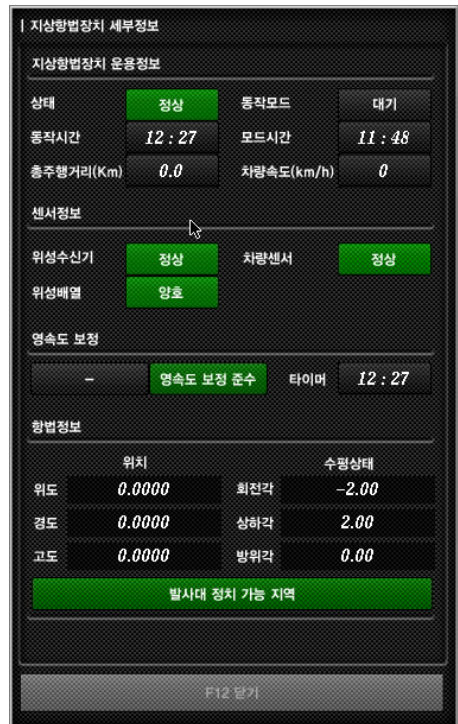 | 지상항법장치 세부정보
지상항법장치 운용정보
상태 정상 동작모드 대기
동작시간 12 : 27 모드시간 11 : 48
총주행거리(Km) 0.0 차량속도(km/h) 0
센서정보
위성수신기 정상 차량센서 정상
위성배열 양호
영속도 보정
- 영속도 보정 준수 타이머 12 : 27
항법정보
위치 수평상태
위도 0.0000 회전각 -2.00
경도 0.0000 상하각 2.00
고도 0.0000 방위각 0.00
발사대 정치 가능 지역
F12 닫기